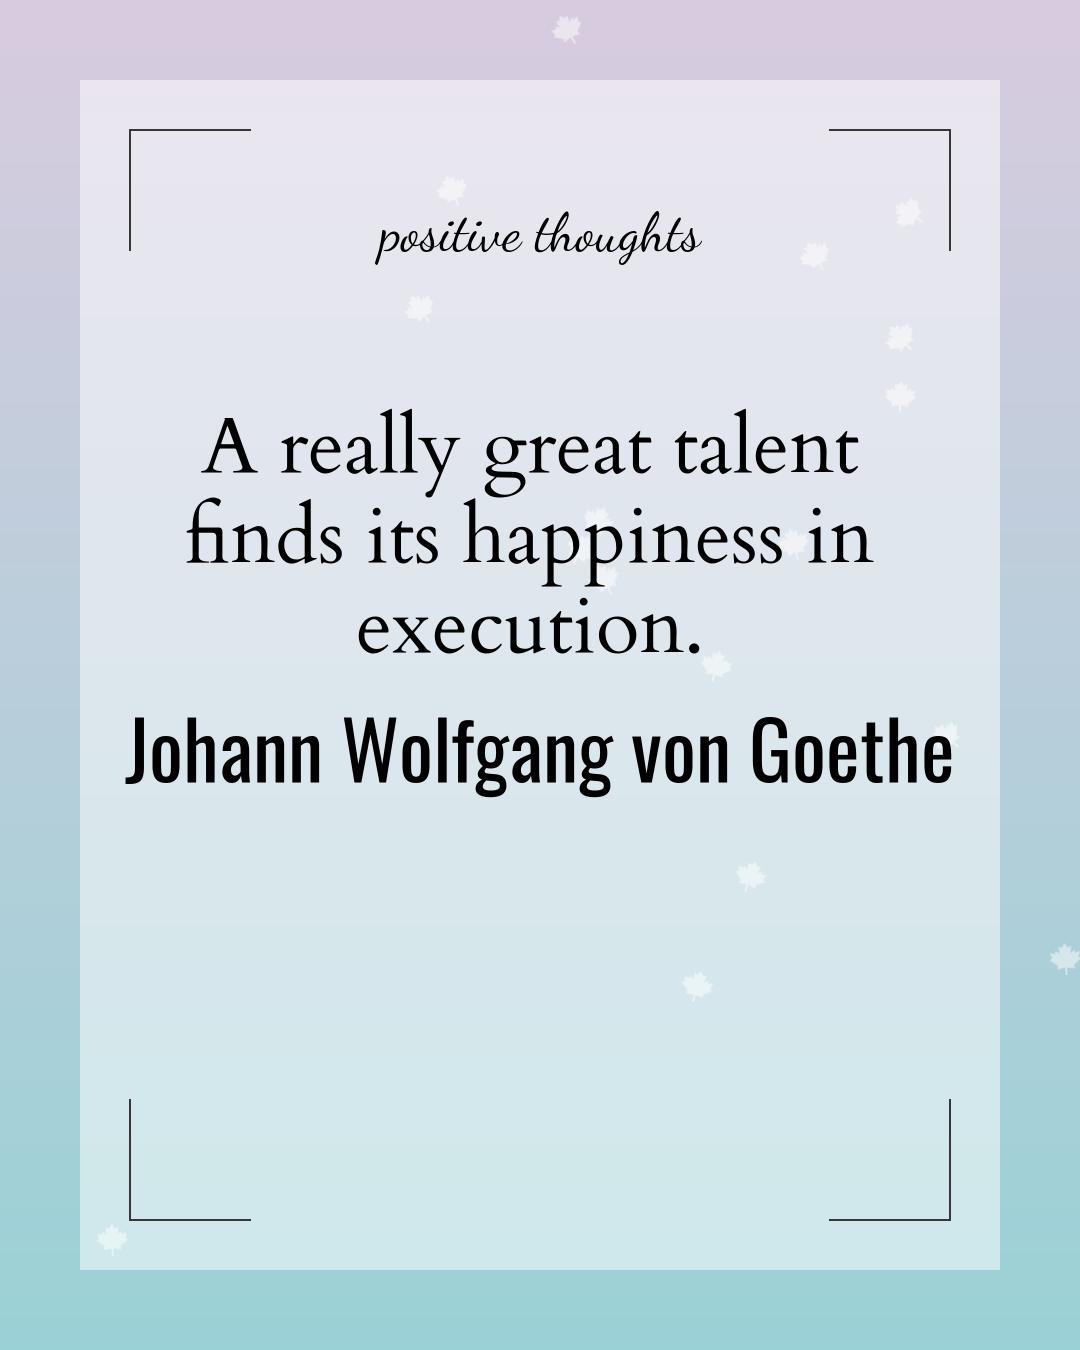 positive thoughts
A really great talent
finds its happiness in
execution.
Johann Wolfgang von Goethe